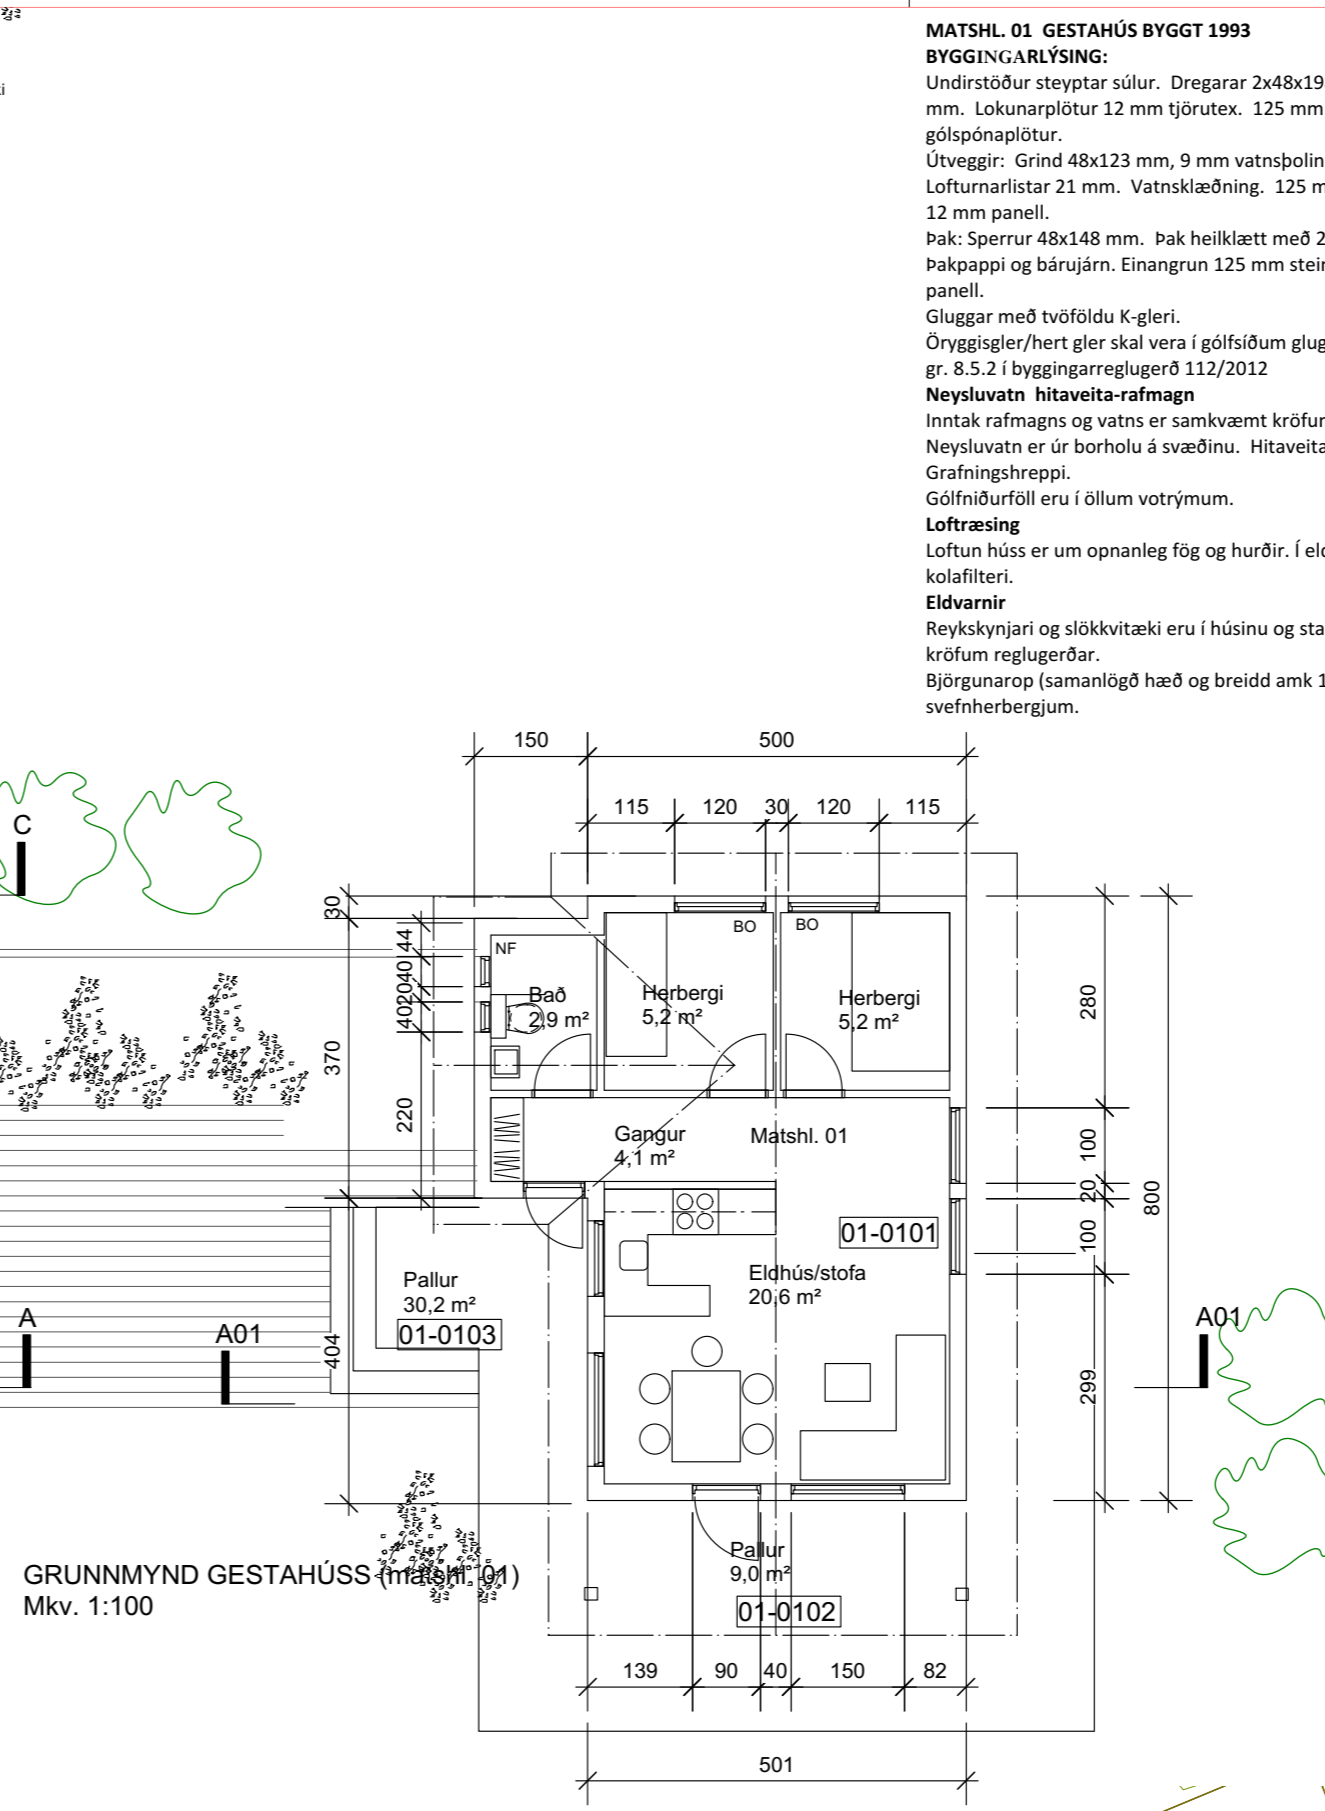 i
MATSHL. 01 GESTAHÚS BYGGT 1993
BYGGINGARLÝSING:
Undirstöður steyptar súlur. Dregarar 2x48x19
mm. Lokunarplötur 12 mm tjörutex. 125 mm
gólspónaplötur.
Útveggir: Grind 48x123 mm, 9 mm vatnsþolin
Lofturnarlistar 21 mm. Vatnsklæðning. 125 m
12 mm panell.
Þak: Sperrur 48x148 mm. Þak heilklætt með 2
Þakpappi og bárujárn. Einangrun 125 mm stein
panell.
Gluggar með tvöföldu K-gleri.
Öryggisgler/hert gler skal vera í gólfsíðum glug
gr. 8.5.2 í byggingarreglugerð 112/2012
Neysluvatn hitaveita-rafmagn
Inntak rafmagns og vatns er samkvæmt kröfur
Neysluvatn er úr borholu á svæðinu. Hitaveita
Grafningshreppi.
Gólfniðurföll eru í öllum votrýmum.
Loftræsing
Loftun húss er um opnanleg fög og hurðir. Í eld
kolafilteri.
Eldvarnir
Reykskynjari og slökkvitæki eru í húsinu og sta
kröfum reglugerðar.
Björgunarop (samanlögð hæð og breidd amk 1
svefnherbergjum.
150 500
115 120 30 120 115
C
30
44
40
20
40
370
220
404
NF
BO BO
Bað
2,9 m²
Herbergi
5,2 m²
Herbergi
5,2 m²
280
100
20
100
299
800
Gangur
4,1 m²
Matshl. 01
01-0101
Eldhús/stofa
20,6 m²
Pallur
30,2 m²
01-0103
A
A01
A01
Pallur
9,0 m²
01-0102
GRUNNMYND GESTAHÚSS (matshl. 01)
Mkv. 1:100
139 90 40 150 82
501